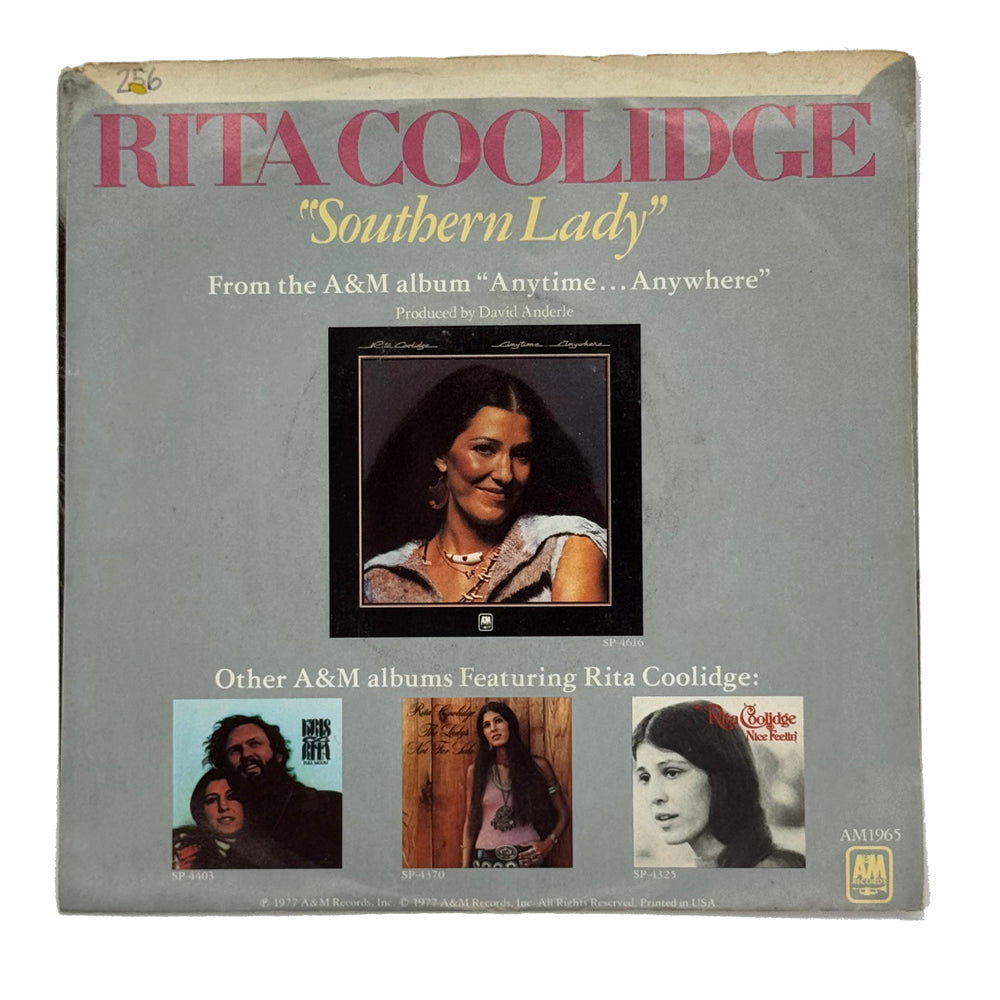 256
RITA COOLIDGE
“Southern Lady”
From the A&M album “Anytime...Anywhere”
Produced by David Anderle
Rita Coolidge Anytime Anywhere
A&M
SP-4616
Other A&M albums Featuring Rita Coolidge:
KRIS
&
RITA
FULL MOON
SP-4403
Rita Coolidge
The Lady's
Not For Sale
SP-4370
Rita Coolidge
Nice Feelin'
SP-4325
AM1965
A&M
RECORDS
℗ 1977 A&M Records, Inc. © 1977 A&M Records, Inc. All Rights Reserved. Printed in USA.